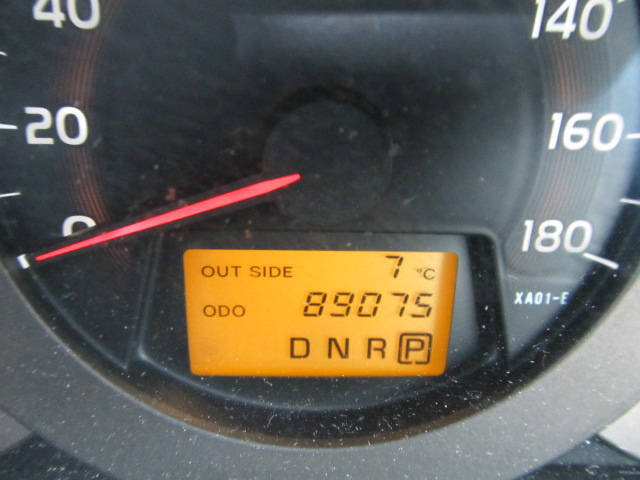 40
140
20
160
0
180
OUT SIDE 7 °C
XA01-E
ODO 89075
D N R P